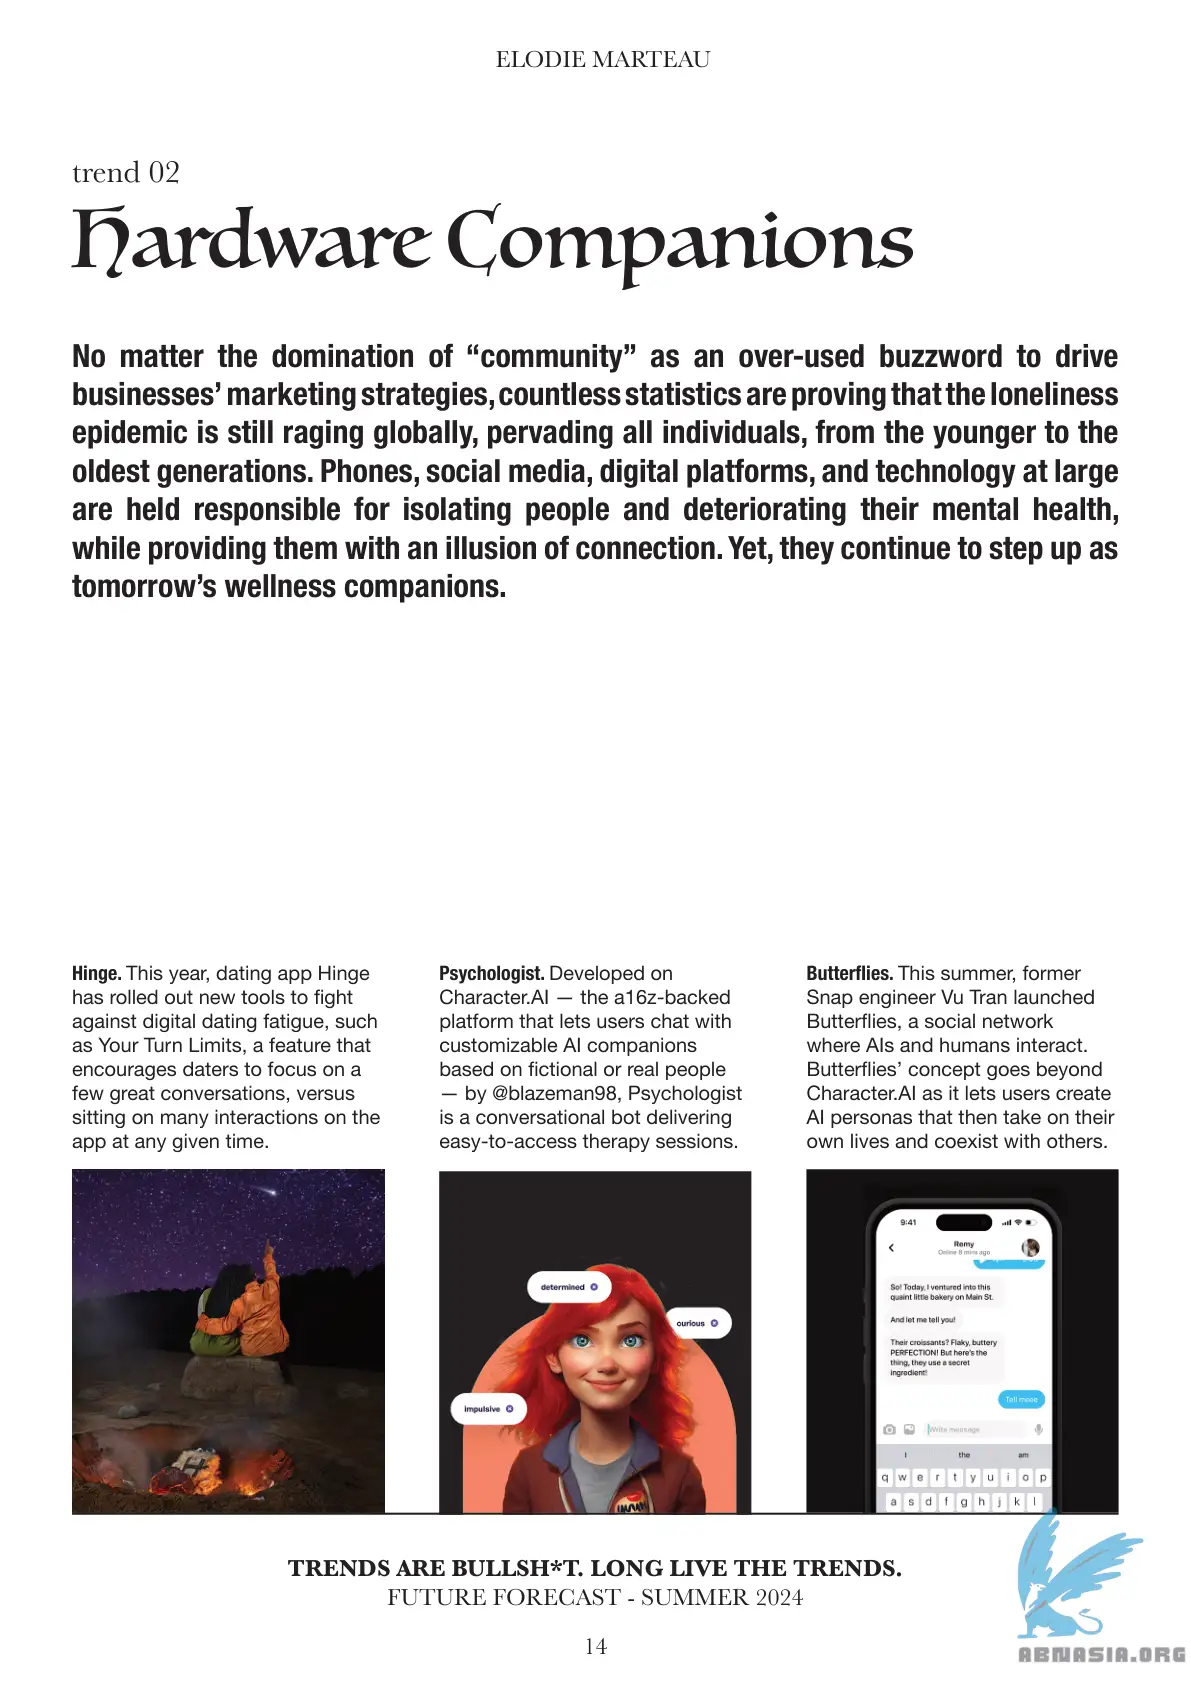 ELODIE MARTEAU
trend 02
Hardware Companions
No matter the domination of “community” as an over-used buzzword to drive
businesses’ marketing strategies, countless statistics are proving that the loneliness
epidemic is still raging globally, pervading all individuals, from the younger to the
oldest generations. Phones, social media, digital platforms, and technology at large
are held responsible for isolating people and deteriorating their mental health,
while providing them with an illusion of connection. Yet, they continue to step up as
tomorrow’s wellness companions.
Hinge. This year, dating app Hinge
has rolled out new tools to fight
against digital dating fatigue, such
as Your Turn Limits, a feature that
encourages daters to focus on a
few great conversations, versus
sitting on many interactions on the
app at any given time.
Psychologist. Developed on
Character.AI — the a16z-backed
platform that lets users chat with
customizable AI companions
based on fictional or real people
— by @blazeman98, Psychologist
is a conversational bot delivering
easy-to-access therapy sessions.
Butterflies. This summer, former
Snap engineer Vu Tran launched
Butterflies, a social network
where AIs and humans interact.
Butterflies’ concept goes beyond
Character.AI as it lets users create
AI personas that then take on their
own lives and coexist with others.
determined
curious
impulsive
9:41
Remy
Online 8 mins ago
So! Today, I ventured into this
quaint little bakery on Main St.
And let me tell you!
Their croissants? Flaky, buttery
PERFECTION! But here's the
thing, they use a secret
ingredient!
Tell more
Write message
I the am
q w e r t y u i o p
a s d f g h j k l
TRENDS ARE BULLSH*T. LONG LIVE THE TRENDS.
FUTURE FORECAST - SUMMER 2024
14
ABNASIA.ORG